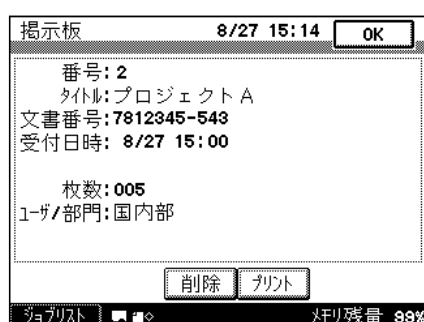 掲示板 8/27 15:14 OK
番号:2
ﾀｲﾄﾙ:プロジェクトA
文書番号:7812345-543
受付日時: 8/27 15:00
枚数:005
ﾕｰｻﾞ/部門:国内部
削除 ﾌﾟﾘﾝﾄ
ｼﾞｮﾌﾞﾘｽﾄ ﾒﾓﾘ残量 99%